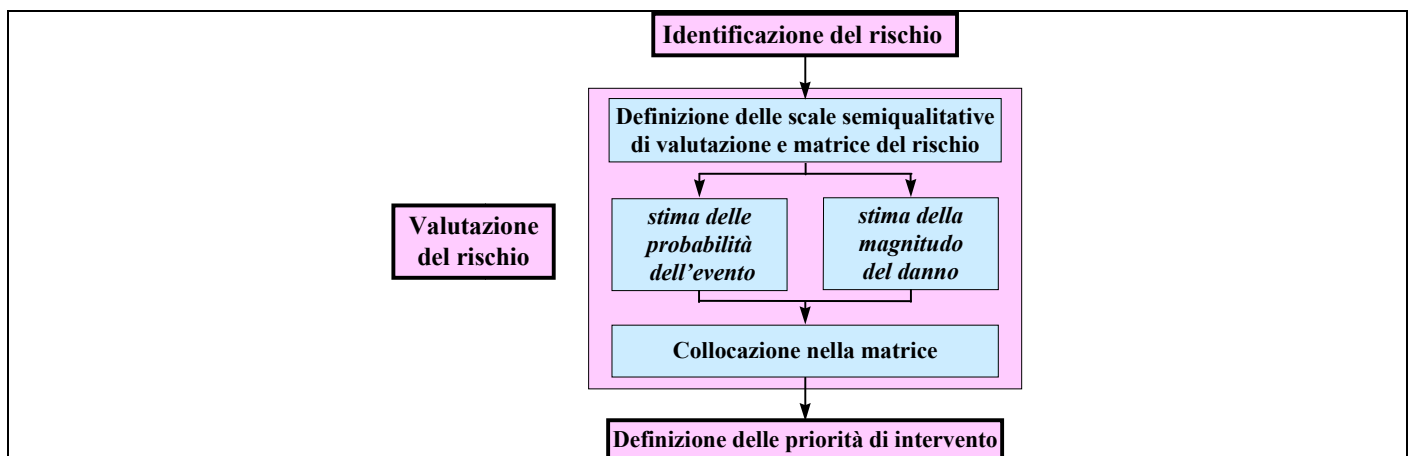 Identificazione del rischio
Definizione delle scale semiqualitative
di valutazione e matrice del rischio
Valutazione
del rischio
stima delle
probabilità
dell’evento
stima della
magnitudo
del danno
Collocazione nella matrice
Definizione delle priorità di intervento